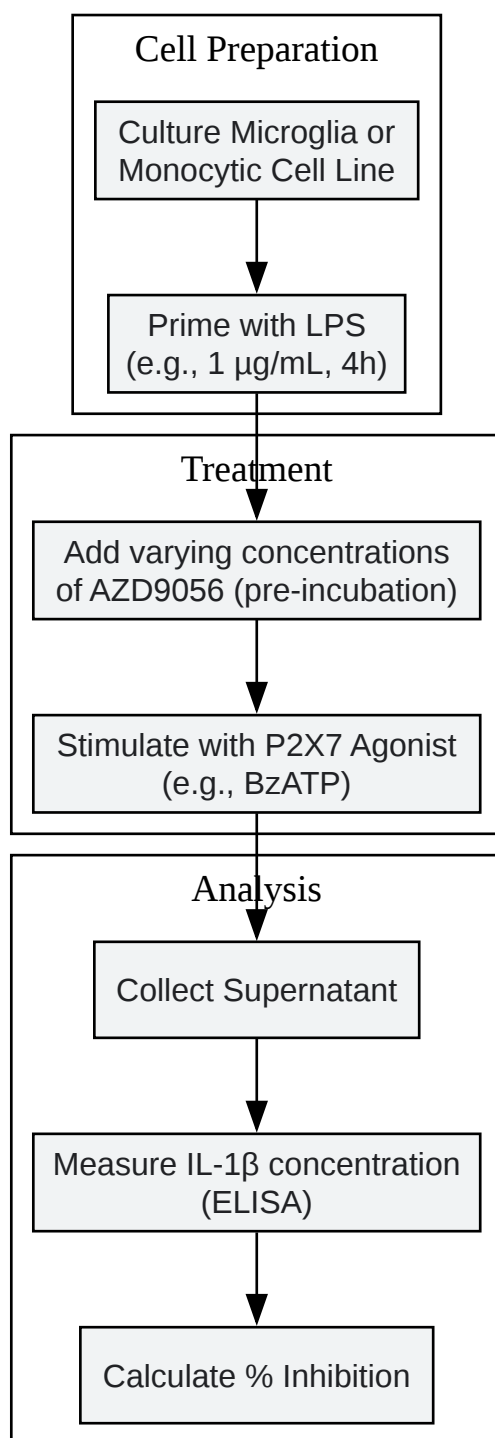 Cell Preparation
Culture Microglia or
Monocytic Cell Line
Prime with LPS
(e.g., 1 µg/mL, 4h)
Treatment
Add varying concentrations
of AZD9056 (pre-incubation)
Stimulate with P2X7 Agonist
(e.g., BzATP)
Analysis
Collect Supernatant
Measure IL-1β concentration
(ELISA)
Calculate % Inhibition